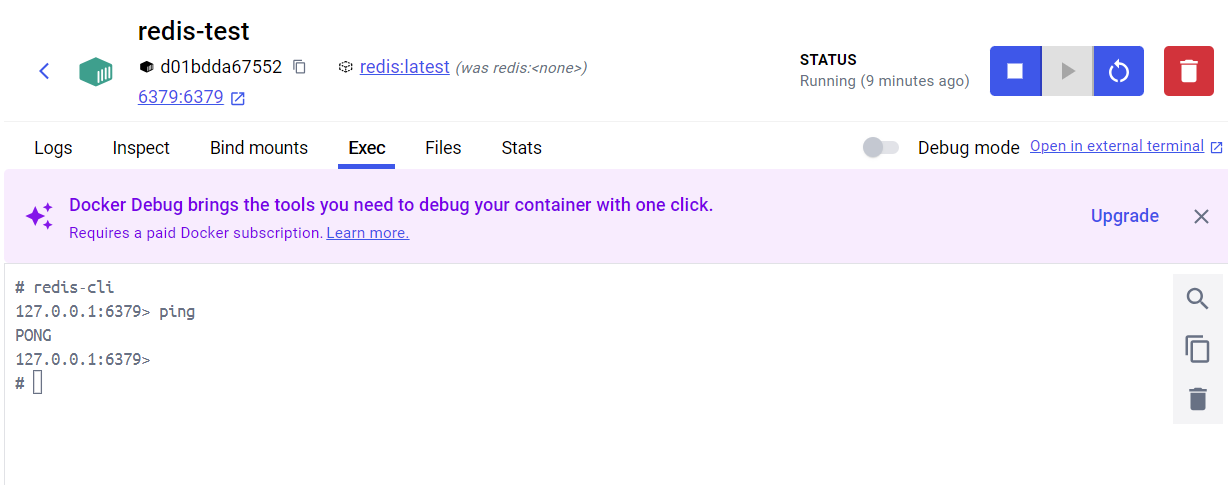 redis-test
d01bdda67552 redis:latest (was redis:<none>)
6379:6379
STATUS
Running (9 minutes ago)
Logs Inspect Bind mounts Exec Files Stats Debug mode Open in external terminal
Docker Debug brings the tools you need to debug your container with one click.
Requires a paid Docker subscription. Learn more.
Upgrade
# redis-cli
127.0.0.1:6379> ping
PONG
127.0.0.1:6379>
#